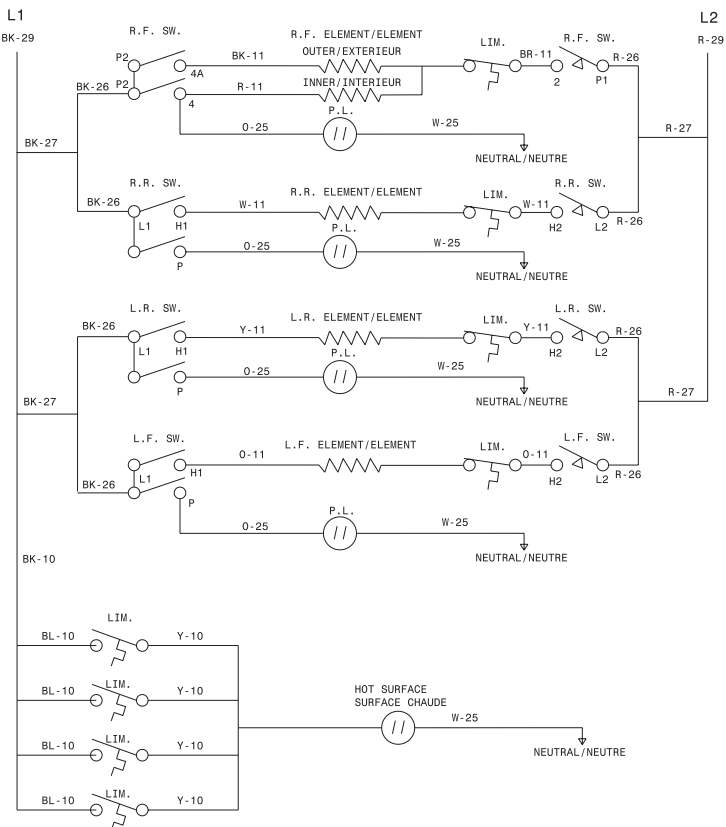 L1
L2
BK-29
R-29
R.F. SW.
R.F. ELEMENT/ELEMENT
OUTER/EXTERIEUR
LIM.
R.F. SW.
P2
BK-11
BR-11
R-26
4A
2
P1
BK-26
P2
R-11
INNER/INTERIEUR
4
P.L.
O-25
W-25
R-27
BK-27
NEUTRAL/NEUTRE
R.R. SW.
R.R. ELEMENT/ELEMENT
LIM.
R.R. SW.
BK-26
W-11
W-11
R-26
L1
H1
P.L.
H2
L2
O-25
W-25
P
NEUTRAL/NEUTRE
L.R. SW.
L.R. ELEMENT/ELEMENT
LIM.
L.R. SW.
BK-26
Y-11
Y-11
R-26
L1
H1
P.L.
H2
L2
O-25
W-25
P
R-27
BK-27
NEUTRAL/NEUTRE
L.F. SW.
L.F. ELEMENT/ELEMENT
LIM.
L.F. SW.
O-11
O-11
H1
L1
H2
L2
R-26
BK-26
P
P.L.
O-25
W-25
NEUTRAL/NEUTRE
BK-10
LIM.
BL-10
Y-10
LIM.
BL-10
Y-10
HOT SURFACE
SURFACE CHAUDE
W-25
LIM.
BL-10
Y-10
NEUTRAL/NEUTRE
LIM.
BL-10
Y-10